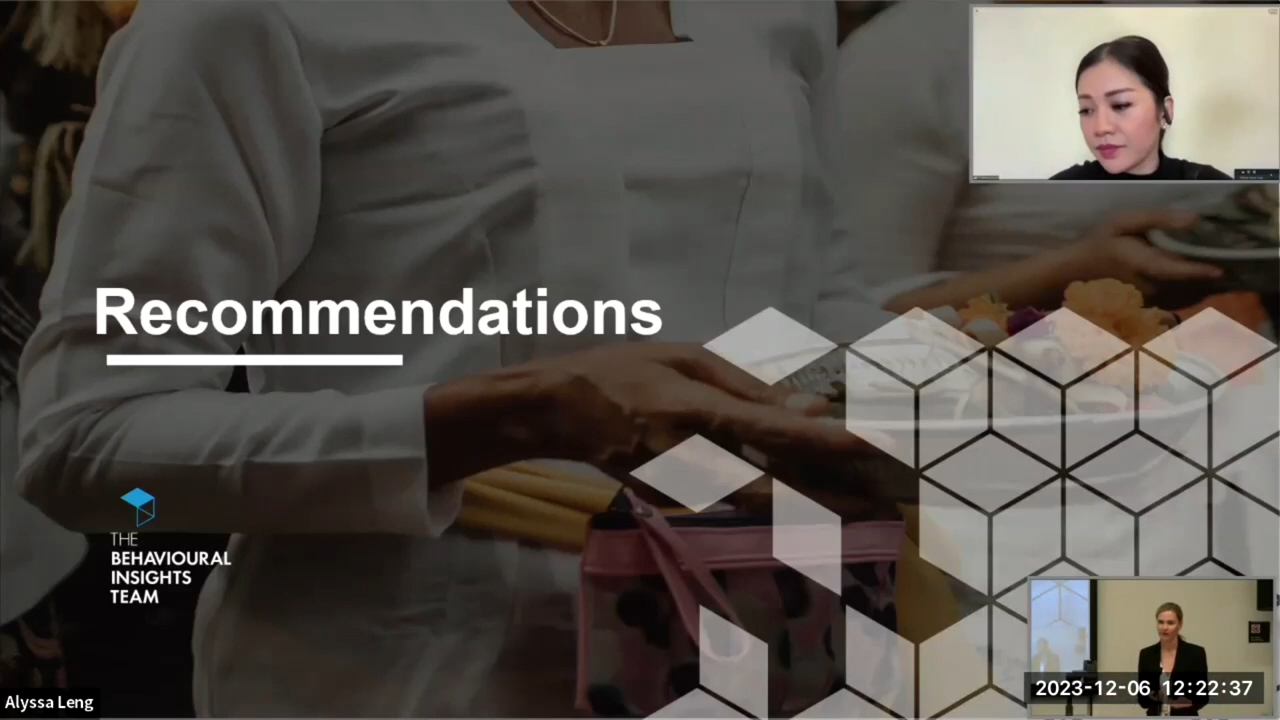 Recommendations
THE
BEHAVIOURAL
INSIGHTS
TEAM
Alyssa Leng
2023-12-06 12:22:37